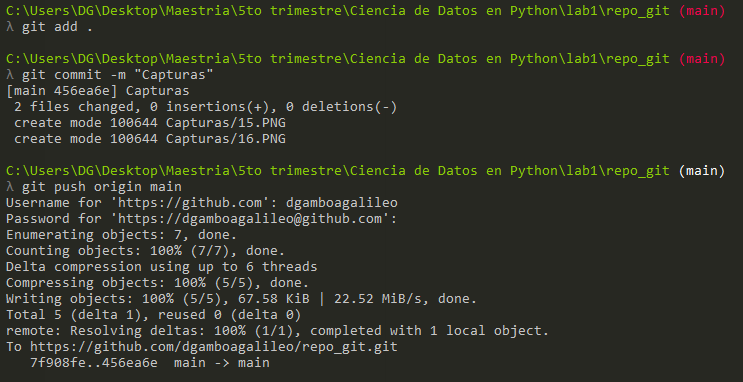 C:\Users\DG\Desktop\Maestria\5to trimestre\Ciencia de Datos en Python\lab1\repo_git (main)
λ git add .
C:\Users\DG\Desktop\Maestria\5to trimestre\Ciencia de Datos en Python\lab1\repo_git (main)
λ git commit -m "Capturas"
[main 456ea6e] Capturas
 2 files changed, 0 insertions(+), 0 deletions(-)
 create mode 100644 Capturas/15.PNG
 create mode 100644 Capturas/16.PNG
C:\Users\DG\Desktop\Maestria\5to trimestre\Ciencia de Datos en Python\lab1\repo_git (main)
λ git push origin main
Username for 'https://github.com': dgamboagalileo
Password for 'https://dgamboagalileo@github.com':
Enumerating objects: 7, done.
Counting objects: 100% (7/7), done.
Delta compression using up to 6 threads
Compressing objects: 100% (5/5), done.
Writing objects: 100% (5/5), 67.58 KiB | 22.52 MiB/s, done.
Total 5 (delta 1), reused 0 (delta 0)
remote: Resolving deltas: 100% (1/1), completed with 1 local object.
To https://github.com/dgamboagalileo/repo_git.git
   7f908fe..456ea6e  main -> main